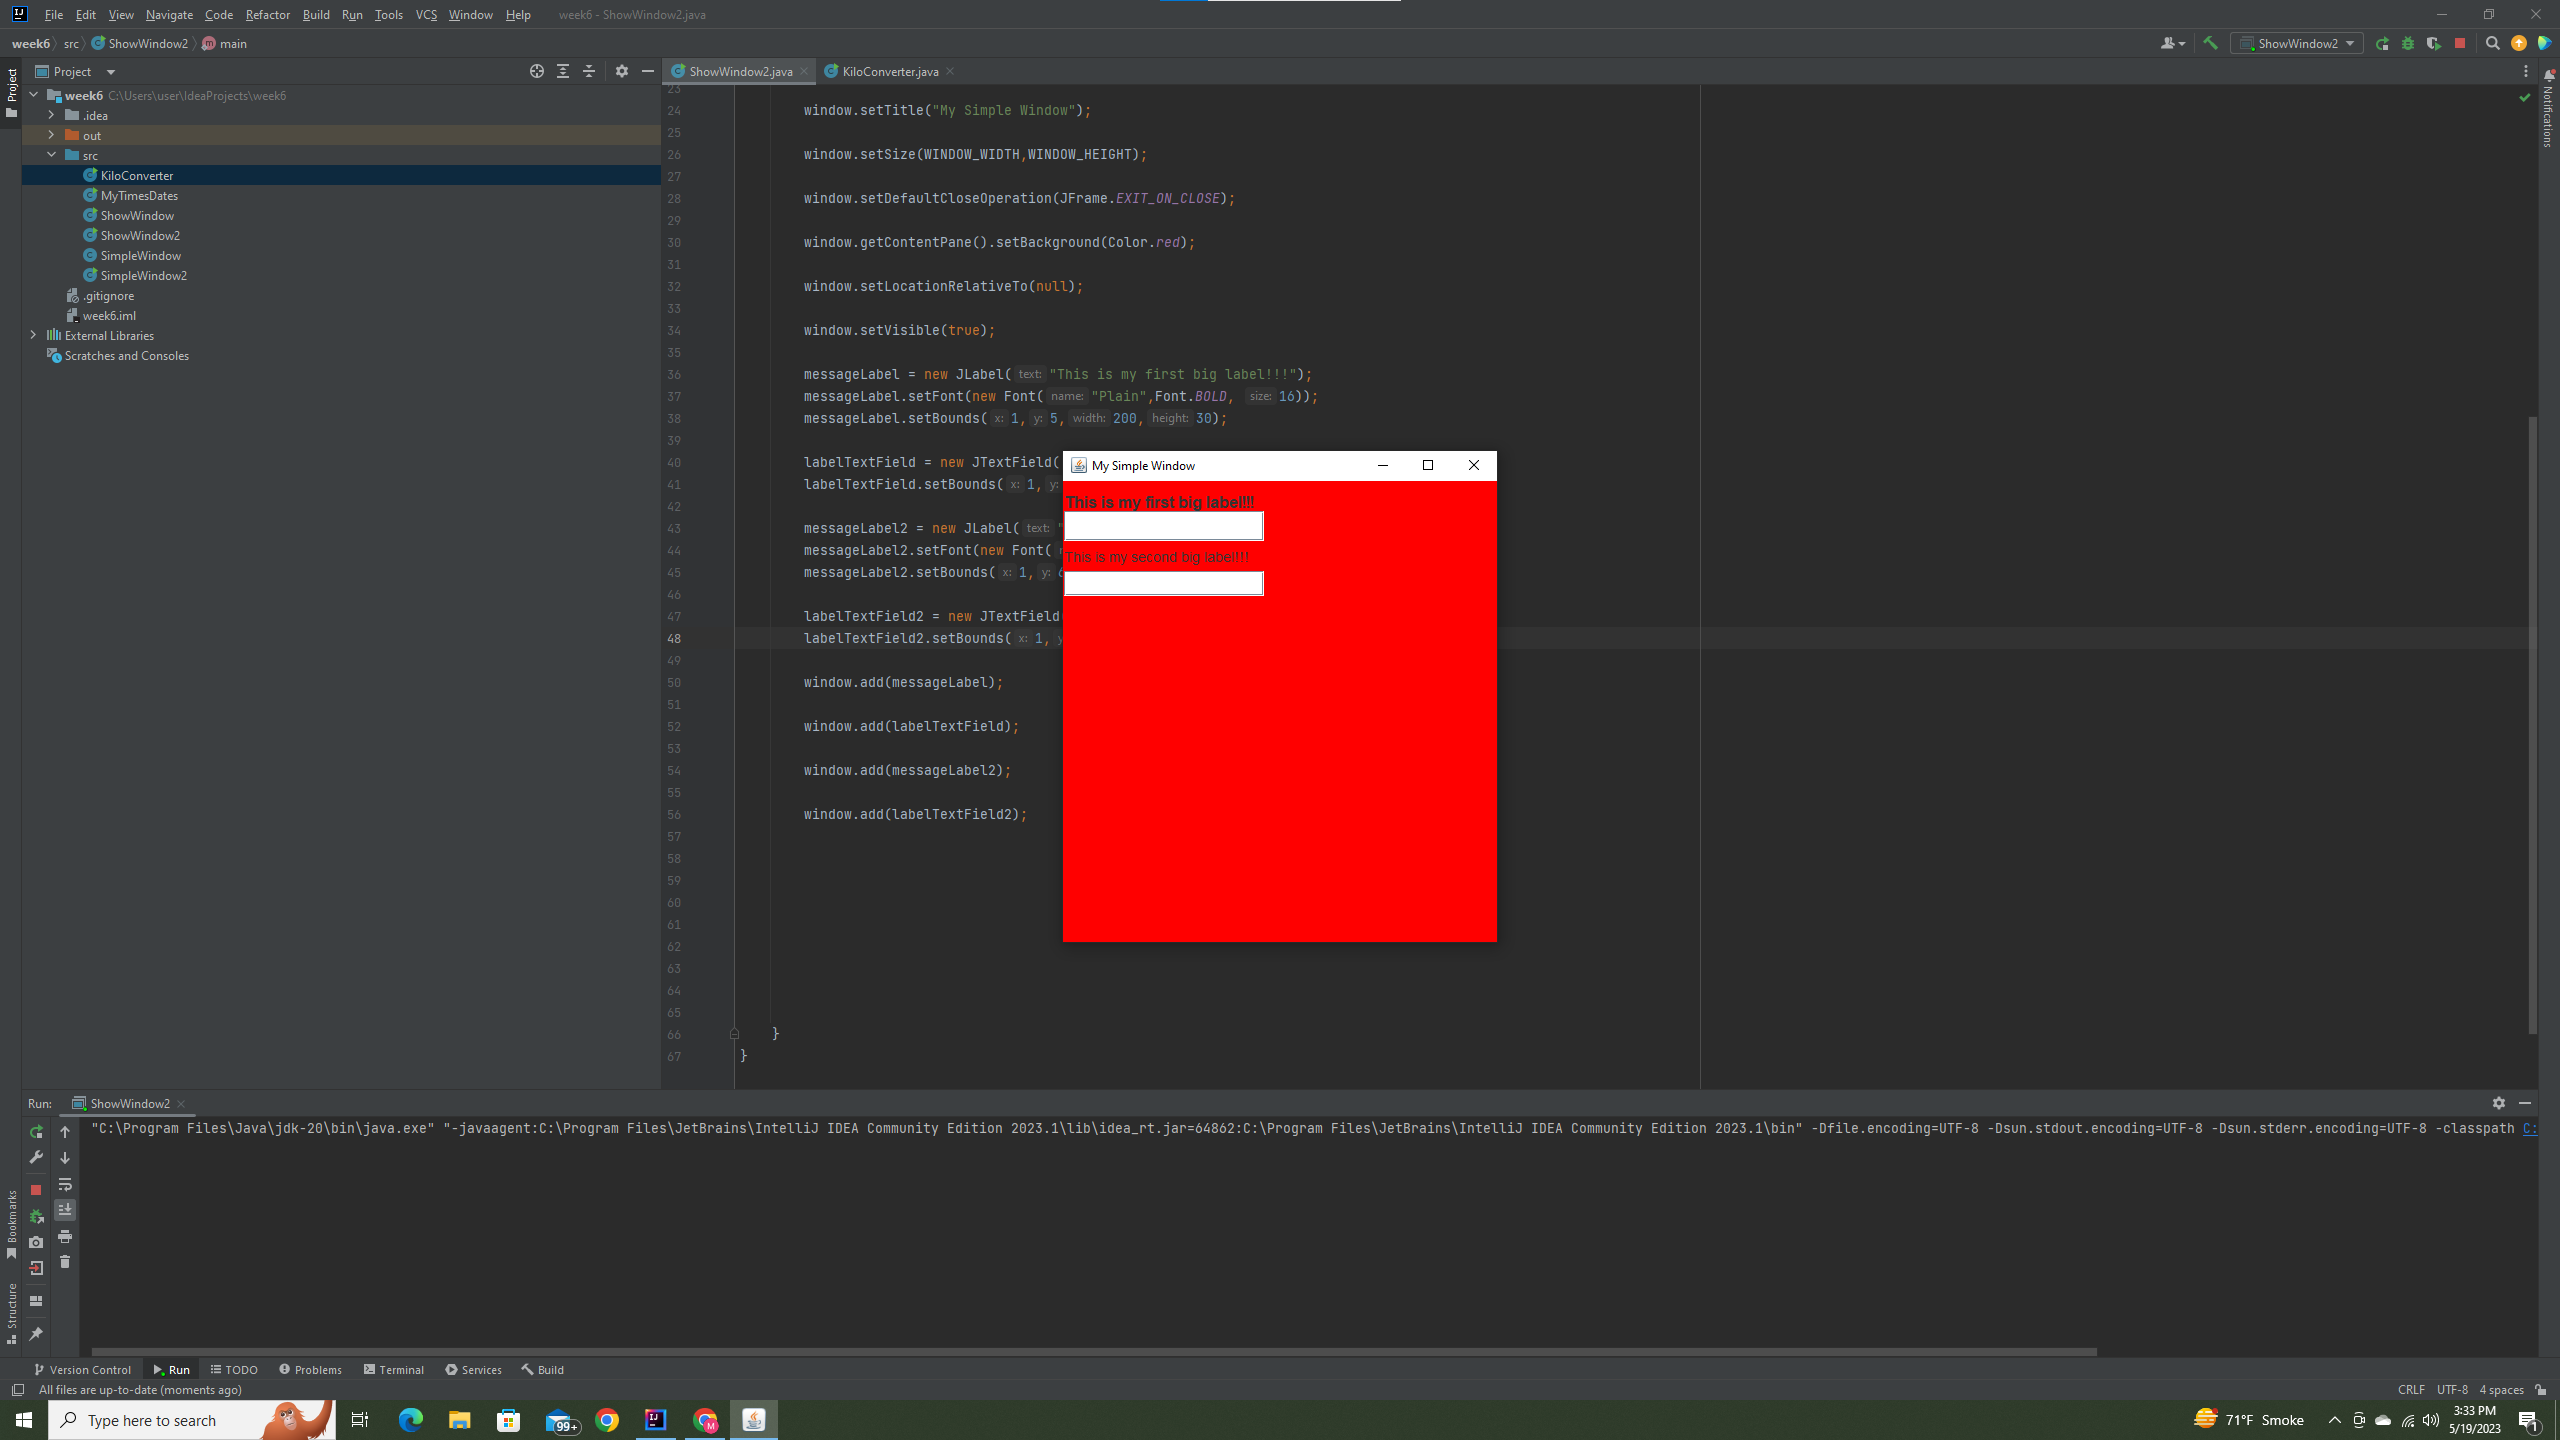 File Edit View Navigate Code Refactor Build Run Tools VCS Window Help week6 - ShowWindow2.java
week6 src ShowWindow2 main
ShowWindow2
Project
ShowWindow2.java KiloConverter.java
week6 C:\Users\user\IdeaProjects\week6
.idea
out
src
KiloConverter
MyTimesDates
ShowWindow
ShowWindow2
SimpleWindow
SimpleWindow2
.gitignore
week6.iml
External Libraries
Scratches and Consoles
Project
Bookmarks
Structure
Notifications
23
24 window.setTitle("My Simple Window");
25
26 window.setSize(WINDOW_WIDTH,WINDOW_HEIGHT);
27
28 window.setDefaultCloseOperation(JFrame.EXIT_ON_CLOSE);
29
30 window.getContentPane().setBackground(Color.red);
31
32 window.setLocationRelativeTo(null);
33
34 window.setVisible(true);
35
36 messageLabel = new JLabel( text: "This is my first big label!!!");
37 messageLabel.setFont(new Font( name: "Plain",Font.BOLD, size: 16));
38 messageLabel.setBounds( x: 1, y: 5, width: 200, height: 30);
39
40 labelTextField = new JTextField(
41 labelTextField.setBounds( x: 1, y:
42
43 messageLabel2 = new JLabel( text: "
44 messageLabel2.setFont(new Font(
45 messageLabel2.setBounds( x: 1, y: 6
46
47 labelTextField2 = new JTextField
48 labelTextField2.setBounds( x: 1, y
49
50 window.add(messageLabel);
51
52 window.add(labelTextField);
53
54 window.add(messageLabel2);
55
56 window.add(labelTextField2);
57
58
59
60
61
62
63
64
65
66 }
67 }
My Simple Window
This is my first big label!!!
This is my second big label!!!
Run: ShowWindow2
"C:\Program Files\Java\jdk-20\bin\java.exe" "-javaagent:C:\Program Files\JetBrains\IntelliJ IDEA Community Edition 2023.1\lib\idea_rt.jar=64862:C:\Program Files\JetBrains\IntelliJ IDEA Community Edition 2023.1\bin" -Dfile.encoding=UTF-8 -Dsun.stdout.encoding=UTF-8 -Dsun.stderr.encoding=UTF-8 -classpath C:
Version Control Run TODO Problems Terminal Services Build
All files are up-to-date (moments ago)
CRLF UTF-8 4 spaces
Type here to search
99+
M
71°F Smoke
3:33 PM
5/19/2023
1